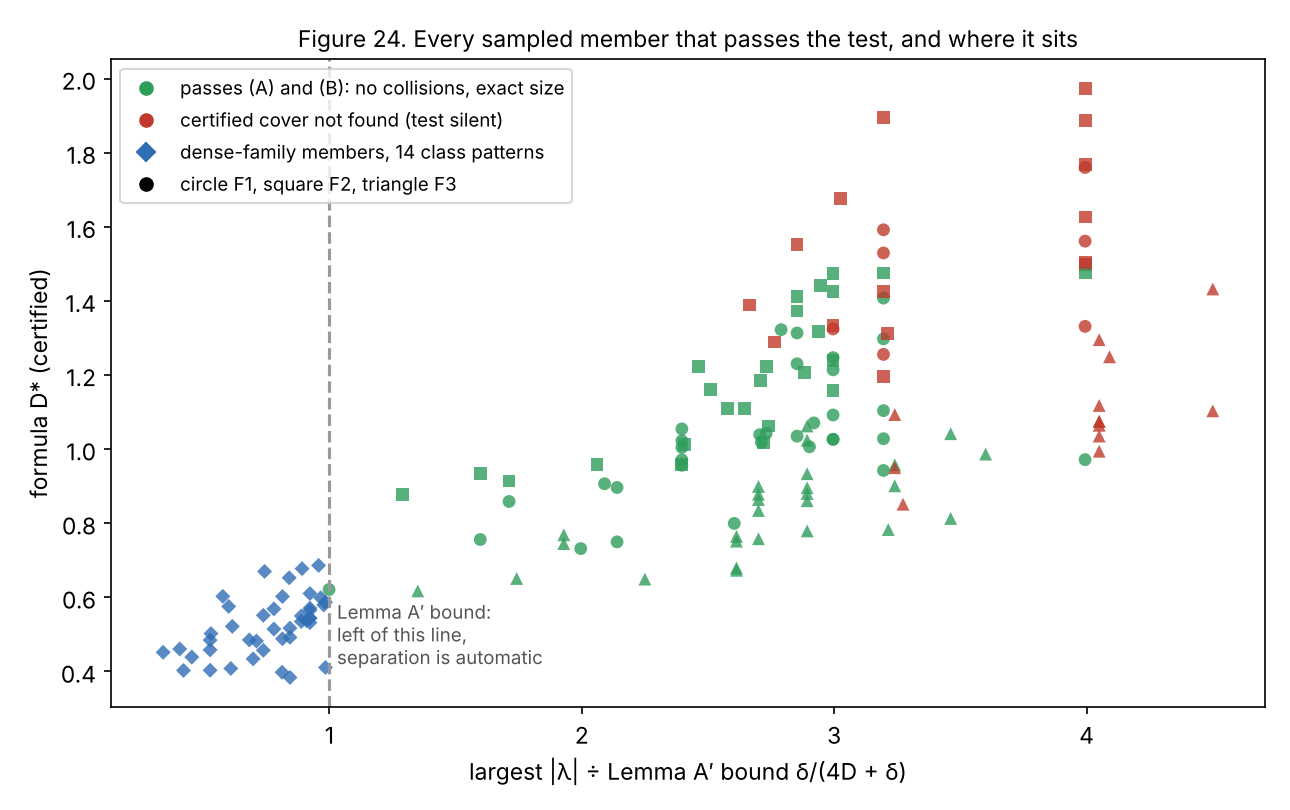 Figure 24. Every sampled member that passes the test, and where it sits
passes (A) and (B): no collisions, exact size
certified cover not found (test silent)
dense-family members, 14 class patterns
circle F1, square F2, triangle F3
formula D* (certified)
2.0
1.8
1.6
1.4
1.2
1.0
0.8
0.6
0.4
Lemma A′ bound:
left of this line,
separation is automatic
1
2
3
4
largest |λ| ÷ Lemma A′ bound δ/(4D + δ)